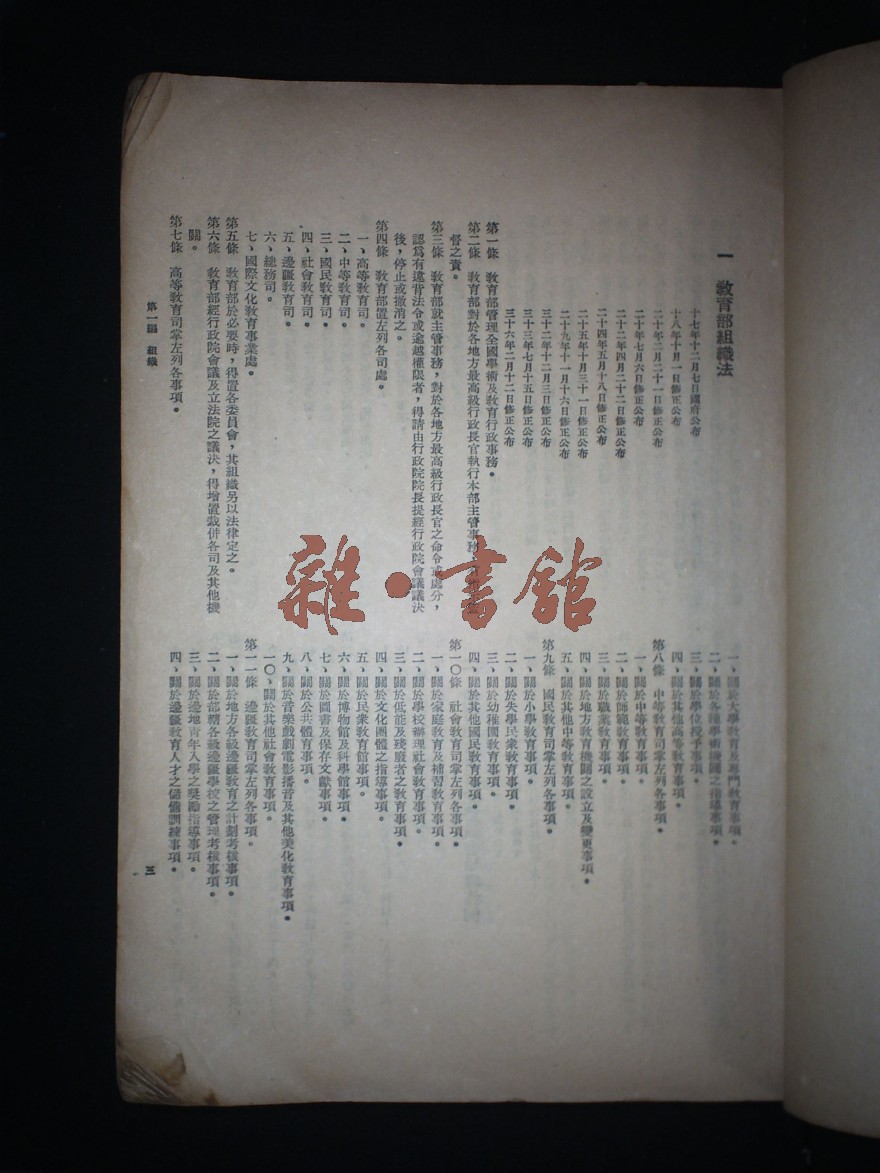 一 教育部組織法
十七年十二月七日國府公布
十八年十月一日修正公布
二十年二月二十一日修正公布
二十年七月六日修正公布
二十二年四月二十二日修正公布
二十四年五月十八日修正公布
二十五年十月三十一日修正公布
二十九年十一月十六日修正公布
三十二年十二月三日修正公布
三十三年七月十五日修正公布
三十六年二月十二日修正公布
第一條 教育部管理全國學術及教育行政事務。
第二條 教育部對於各地方最高級行政長官執行本部主管事務
督之責。
第三條 教育部就主管事務，對於各地方最高級行政長官之命令或處分，
認爲有違背法令或逾越權限者，得請由行政院院長提經行政院會議議決
後，停止或撤消之。
第四條 教育部置左列各司處。
一、高等教育司。
二、中等教育司。
三、國民教育司。
四、社會教育司。
五、邊疆教育司。
六、總務司。
七、國際文化教育事業處。
第五條 教育部於必要時，得置各委員會，其組織另以法律定之。
第六條 教育部經行政院會議及立法院之議決，得增置裁併各司及其他機
關。
第七條 高等教育司掌左列各事項。
一、關於大學教育及專門教育事項。
二、關於各種學術機關之指導事項。
三、關於學位授予事項。
四、關於其他高等教育事項。
第八條 中等教育司掌左列各事項。
一、關於中等教育事項。
二、關於師範教育事項。
三、關於職業教育事項。
四、關於地方教育機關之設立及變更事項。
五、關於其他中等教育事項。
第九條 國民教育司掌左列各事項。
一、關於小學教育事項。
二、關於失學民衆教育事項。
三、關於幼稚園教育事項。
四、關於其他國民教育事項。
第一〇條 社會教育司掌左列各事項。
一、關於家庭教育及補習教育事項。
二、關於學校辦理社會教育事項。
三、關於低能及殘廢者之教育事項。
四、關於文化團體之指導事項。
五、關於民衆教育館事項。
六、關於博物館及科學館事項。
七、關於圖書及保存文獻事項。
八、關於公共體育事項。
九、關於音樂戲劇電影播音及其他美化教育事項。
一〇、關於其他社會教育事項。
第一一條 邊疆教育司掌左列各事項。
一、關於地方各級邊疆教育之計劃考核事項。
二、關於部轄各級邊疆學校之管理考核事項。
三、關於邊地青年入學之獎勵指導事項。
四、關於邊疆教育人才之儲備訓練事項。
第一編 組織
三
雜·書館